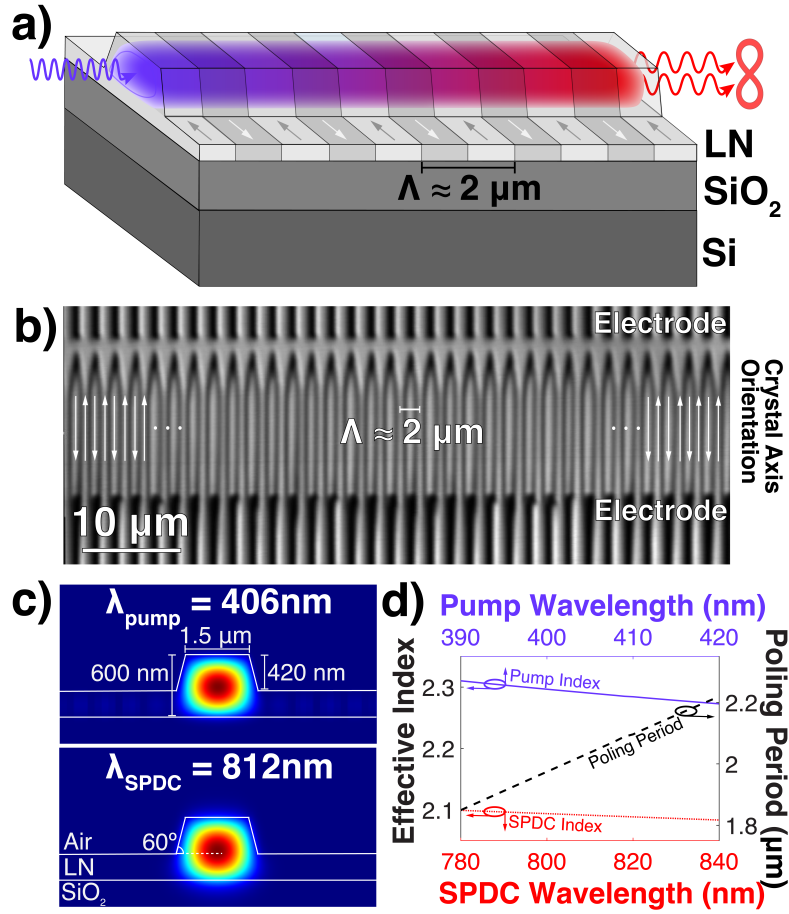 a)
LN
Λ ≈ 2 µm
SiO₂
Si
b)
Electrode
Crystal Axis
Orientation
Λ ≈ 2 µm
Electrode
10 µm
c)
λpump = 406nm
1.5 µm
600 nm
420 nm
λSPDC = 812nm
Air
60º
LN
SiO₂
d)
Pump Wavelength (nm)
390 400 410 420
Effective Index
2.3
2.2
2.1
Pump Index
Poling Period
SPDC Index
2.2
2
1.8
Poling Period (µm)
780 800 820 840
SPDC Wavelength (nm)